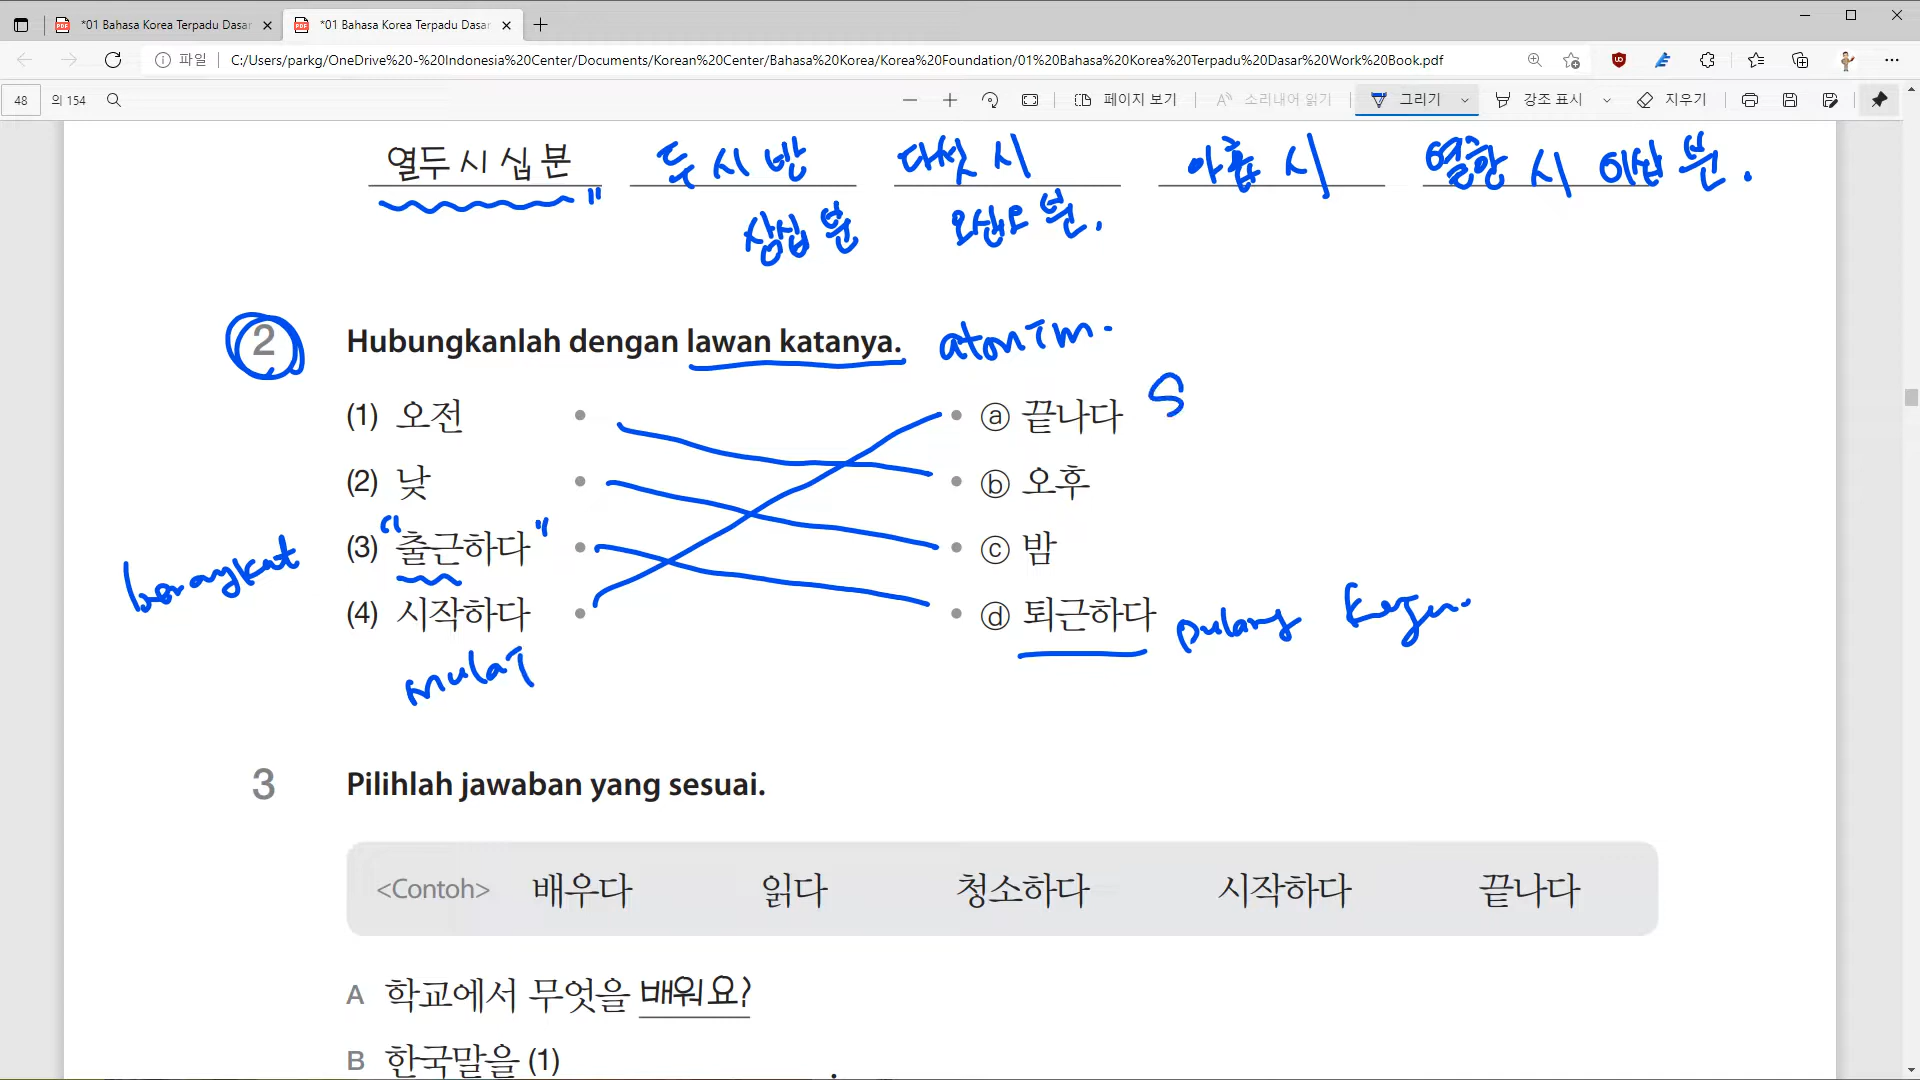 *01 Bahasa Korea Terpadu Dasar *01 Bahasa Korea Terpadu Dasar
파일 C:/Users/parkg/OneDrive%20-%20Indonesia%20Center/Documents/Korean%20Center/Bahasa%20Korea/Korea%20Foundation/01%20Bahasa%20Korea%20Terpadu%20Dasar%20Work%20Book.pdf
48 의 154 페이지 보기 소리내어 읽기 그리기 강조 표시 지우기
열두 시 십 분 두 시 반 다섯 시 아홉 시 열한 시 이십 분.
삼십 분 오십오 분.
2 Hubungkanlah dengan lawan katanya. atonim.
(1) 오전 ⓐ 끝나다 S
(2) 낮 ⓑ 오후
(3) "출근하다" ⓒ 밤
berangkat
(4) 시작하다 ⓓ 퇴근하다 pulang
mulai
3 Pilihlah jawaban yang sesuai.
<Contoh> 배우다 읽다 청소하다 시작하다 끝나다
A 학교에서 무엇을 배워요?
B 한국말을 (1)